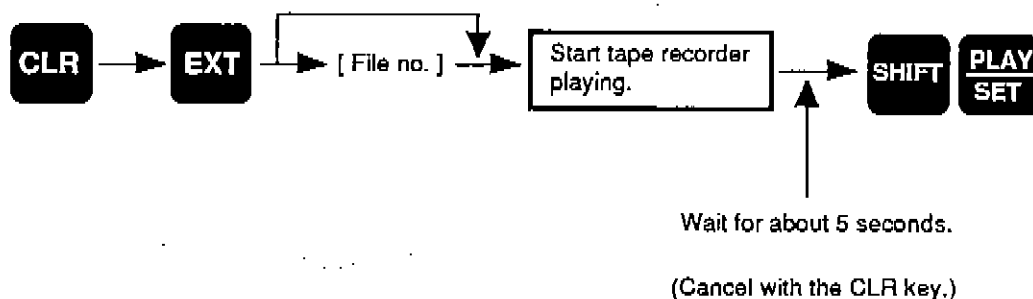 CLR
EXT
[ File no. ]
Start tape recorder
playing.
SHIFT
PLAY
SET
Wait for about 5 seconds.
(Cancel with the CLR key.)